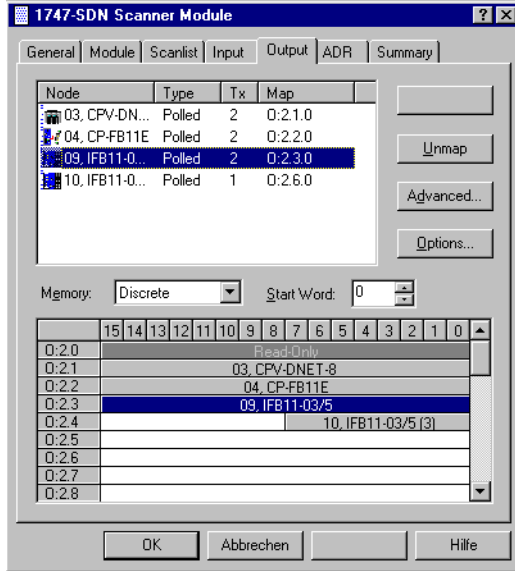 1747-SDN Scanner Module
General Module Scanlist Input Output ADR Summary
Node Type Tx Map
03, CPV-DN... Polled 2 O:2.1.0
04, CP-FB11E Polled 2 O:2.2.0
09, IFB11-0... Polled 2 O:2.3.0
10, IFB11-0... Polled 1 O:2.6.0
Unmap
Advanced...
Options...
Memory: Discrete Start Word: 0
15 14 13 12 11 10 9 8 7 6 5 4 3 2 1 0
O:2.0 Read-Only
O:2.1 03, CPV-DNET-8
O:2.2 04, CP-FB11E
O:2.3 09, IFB11-03/5
O:2.4 10, IFB11-03/5 (3)
O:2.5
O:2.6
O:2.7
O:2.8
OK Abbrechen Hilfe